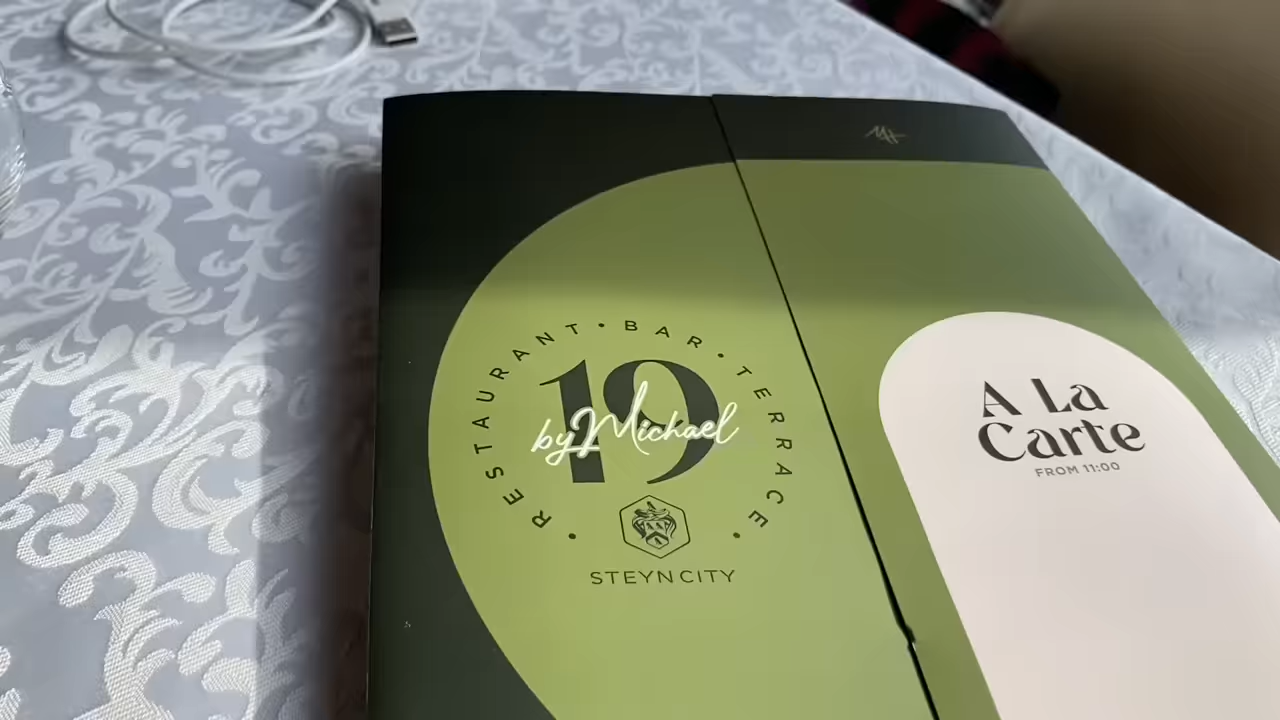 RESTAURANT • BAR • TERRACE
19
by Michael
STEYN CITY
A La
Carte
FROM 11:00